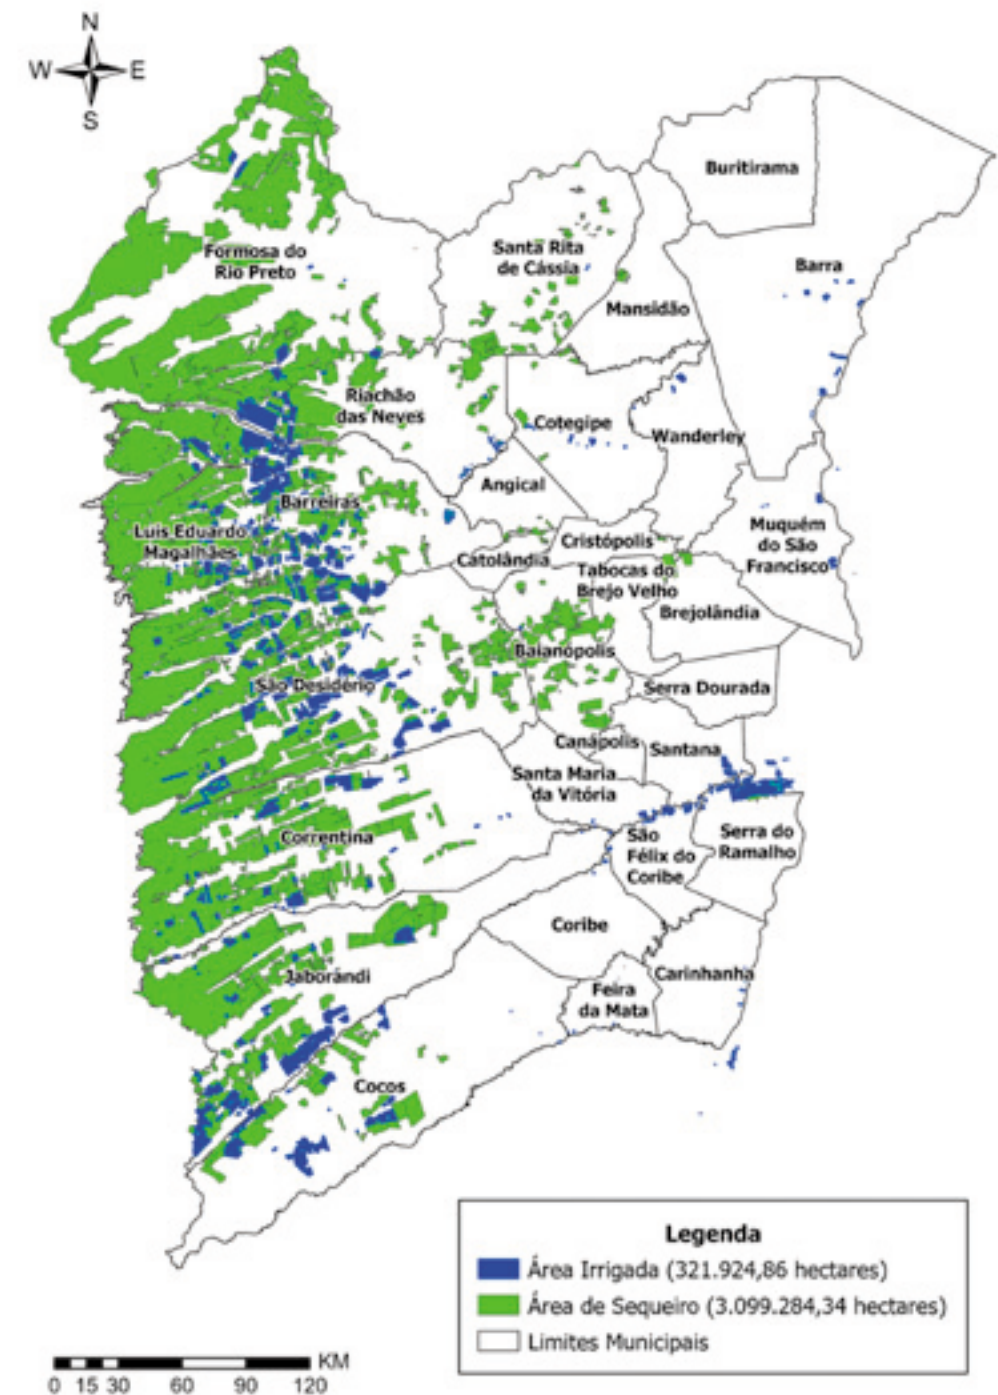 N
W E
S
Buritirama
Formosa do
Rio Preto
Santa Rita
de Cássia
Barra
Mansidão
Riachão
das Neves
Cotegipe
Wanderley
Angical
Barreiras
Luis Eduardo
Magalhães
Muquém
do São
Francisco
Cristópolis
Catolândia
Tabocas do
Brejo Velho
Brejolândia
Baianópolis
São Desidério
Serra Dourada
Canápolis
Santana
Santa Maria
da Vitória
Correntina
São
Félix do
Coribe
Serra do
Ramalho
Coribe
Jaborandi
Carinhanha
Feira
da Mata
Cocos
Legenda
Área Irrigada (321.924,86 hectares)
Área de Sequeiro (3.099.284,34 hectares)
Limites Municipais
KM
0 15 30 60 90 120